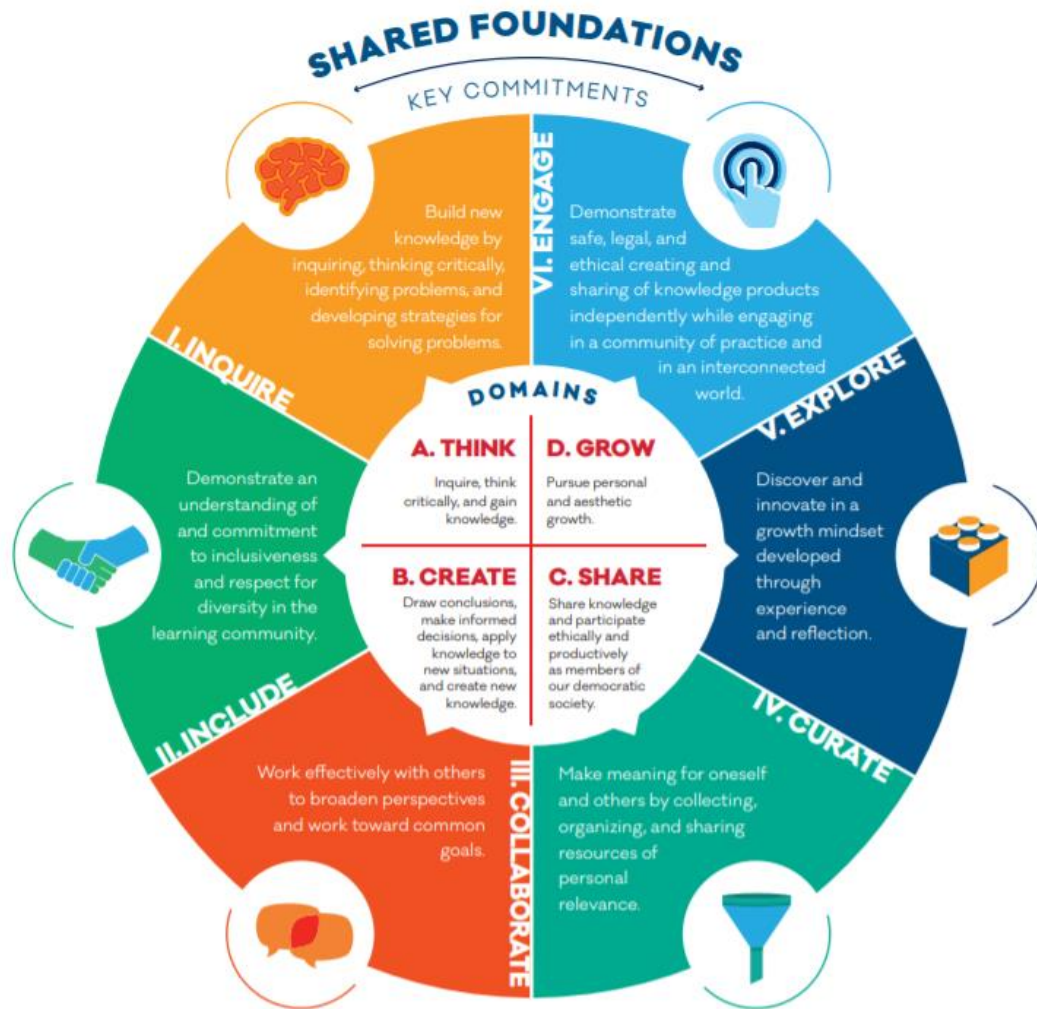 SHARED FOUNDATIONS
KEY COMMITMENTS
I. INQUIRE
Build new
knowledge by
inquiring, thinking critically,
identifying problems, and
developing strategies for
solving problems.
VI. ENGAGE
Demonstrate
safe, legal, and
ethical creating and
sharing of knowledge products
independently while engaging
in a community of practice and
in an interconnected
world.
V. EXPLORE
Discover and
innovate in a
growth mindset
developed
through
experience
and reflection.
IV. CURATE
Make meaning for oneself
and others by collecting,
organizing, and sharing
resources of
personal
relevance.
III. COLLABORATE
Work effectively with others
to broaden perspectives
and work toward common
goals.
II. INCLUDE
Demonstrate an
understanding of
and commitment
to inclusiveness
and respect for
diversity in the
learning community.
DOMAINS
A. THINK
Inquire, think
critically, and gain
knowledge.
D. GROW
Pursue personal
and aesthetic
growth.
B. CREATE
Draw conclusions,
make informed
decisions, apply
knowledge to
new situations,
and create new
knowledge.
C. SHARE
Share knowledge
and participate
ethically and
productively
as members of
our democratic
society.